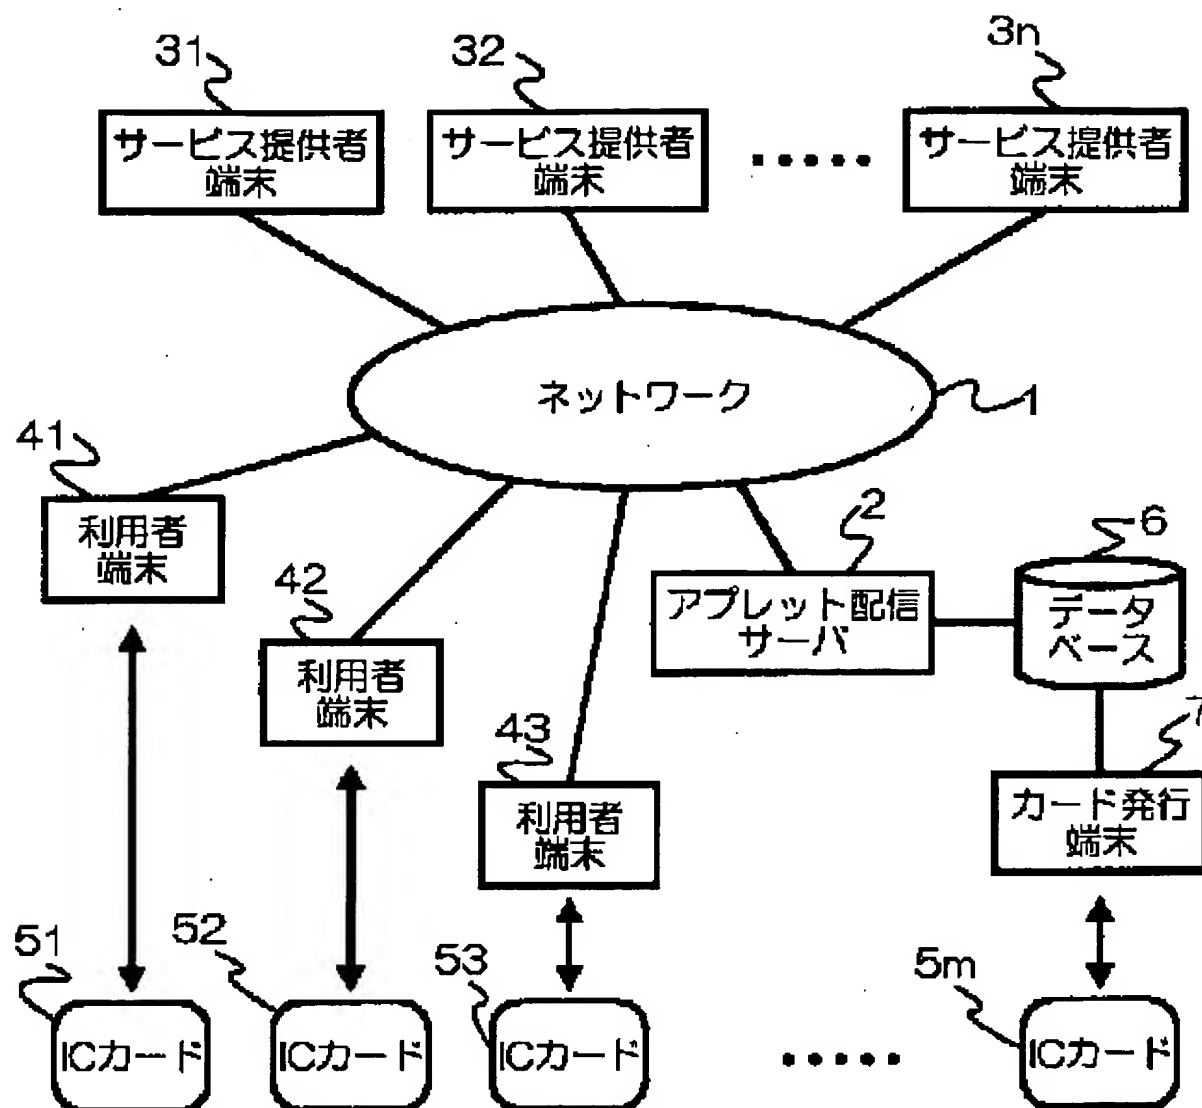 31
32
3n
サービス提供者
端末
サービス提供者
端末
サービス提供者
端末
ネットワーク
1
41
利用者
端末
42
利用者
端末
43
利用者
端末
2
アプレット配信
サーバ
6
データ
ベース
7
カード発行
端末
51
ICカード
52
ICカード
53
ICカード
5m
ICカード